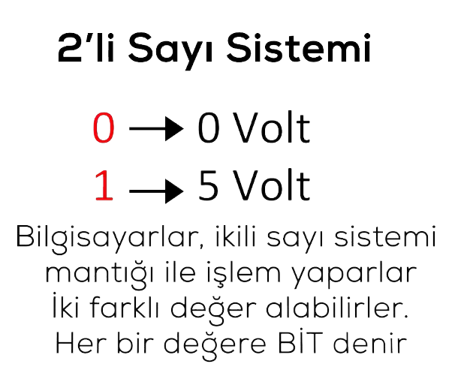 2'li Sayı Sistemi
0 → 0 Volt
1 → 5 Volt
Bilgisayarlar, ikili sayı sistemi
mantığı ile işlem yaparlar
İki farklı değer alabilirler.
Her bir değere BİT denir